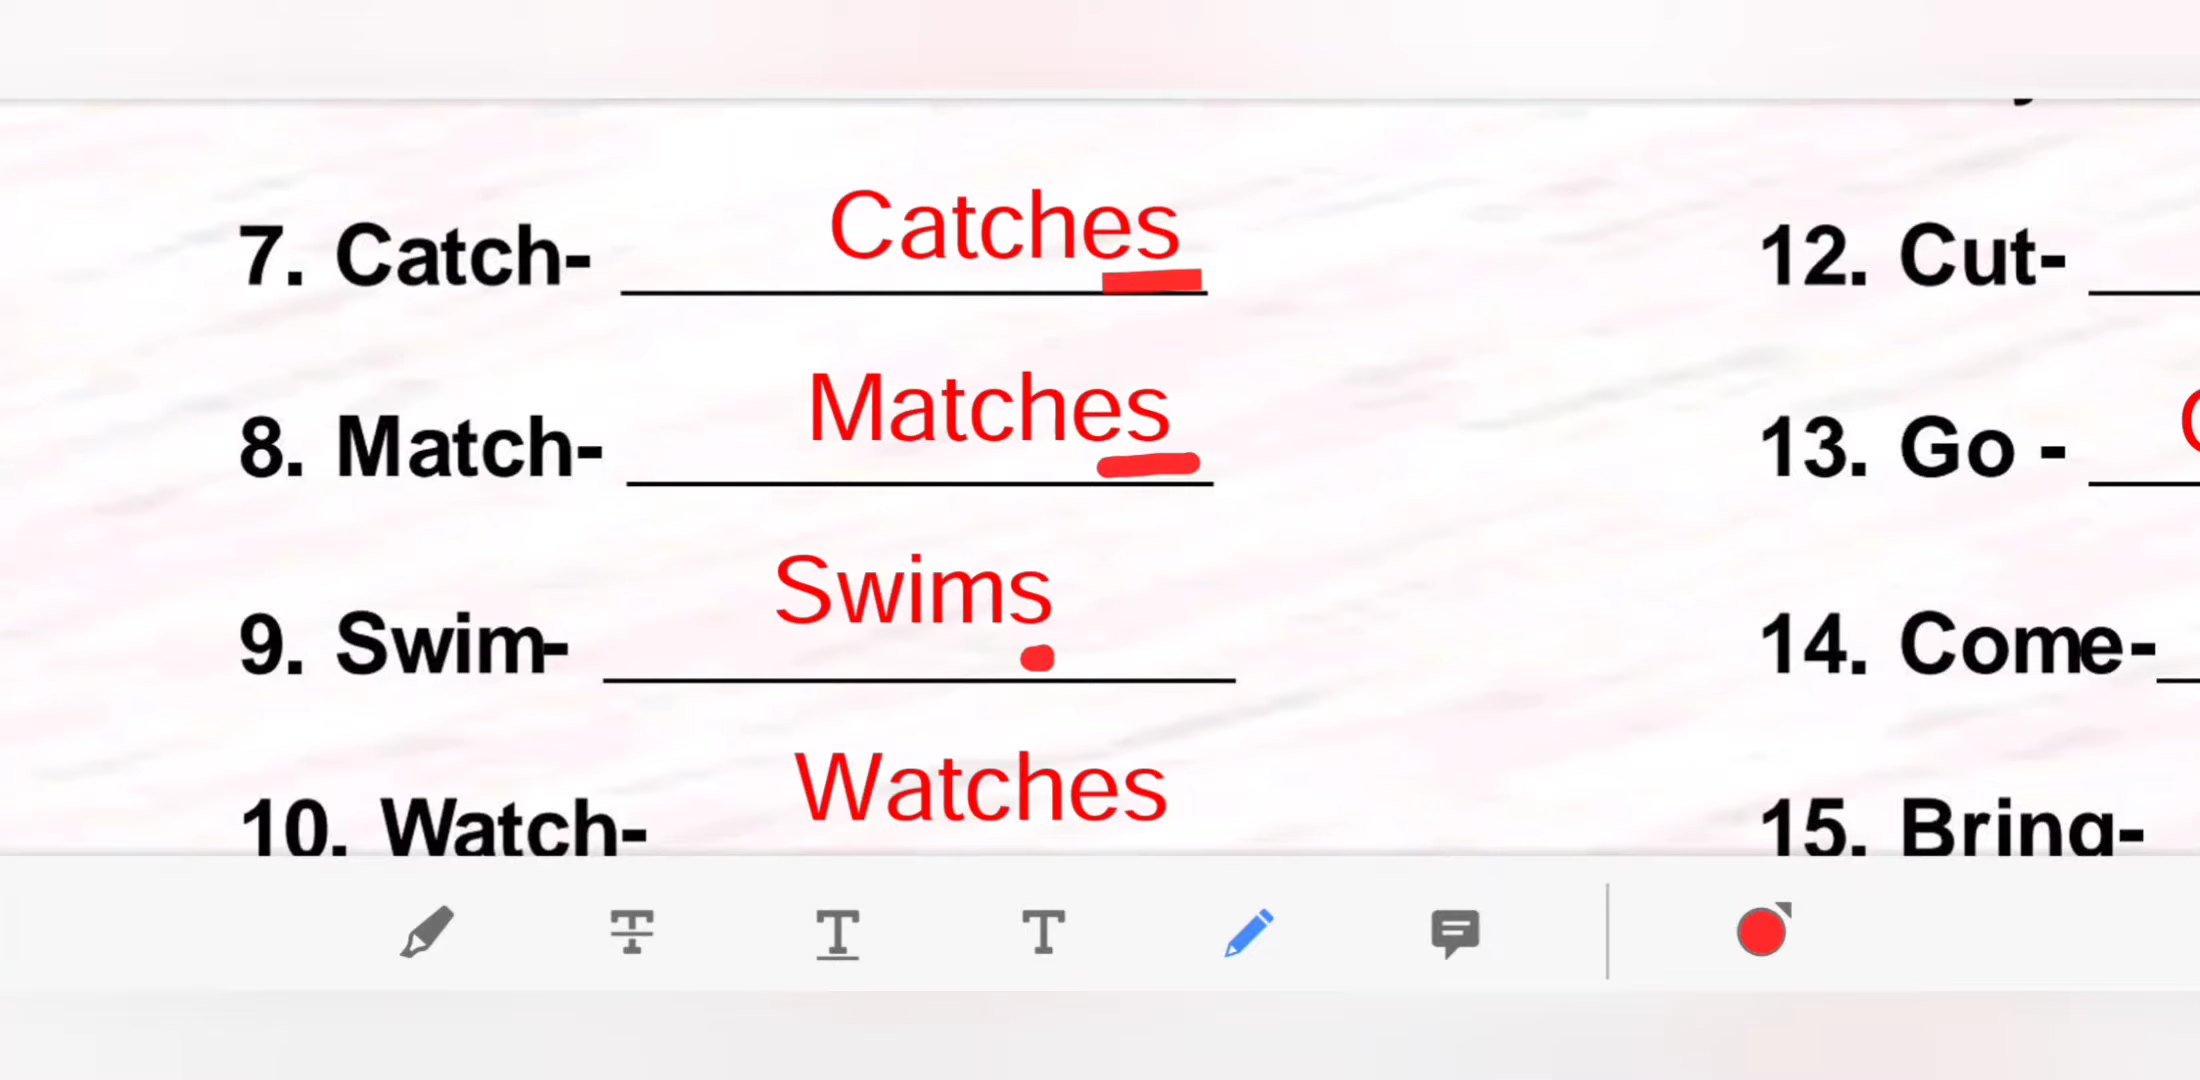 7. Catch- Catches
8. Match- Matches
9. Swim- Swims
10. Watch- Watches
12. Cut-
13. Go -
14. Come-
15. Bring-